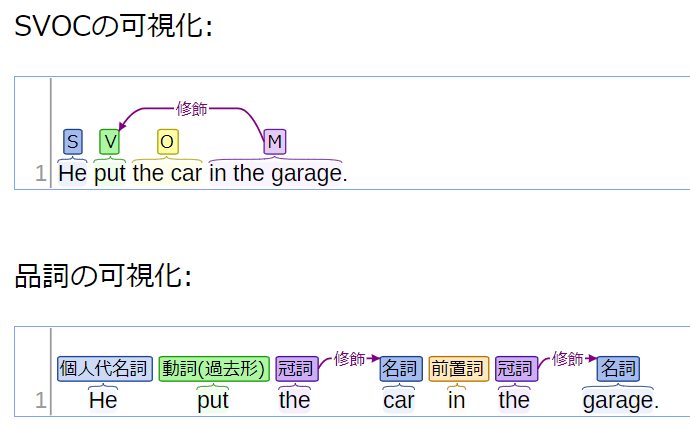 SVOCの可視化:
修飾
S V O M
1 He put the car in the garage.
品詞の可視化:
個人代名詞 動詞(過去形) 冠詞 修飾 名詞 前置詞 冠詞 修飾 名詞
1 He put the car in the garage.